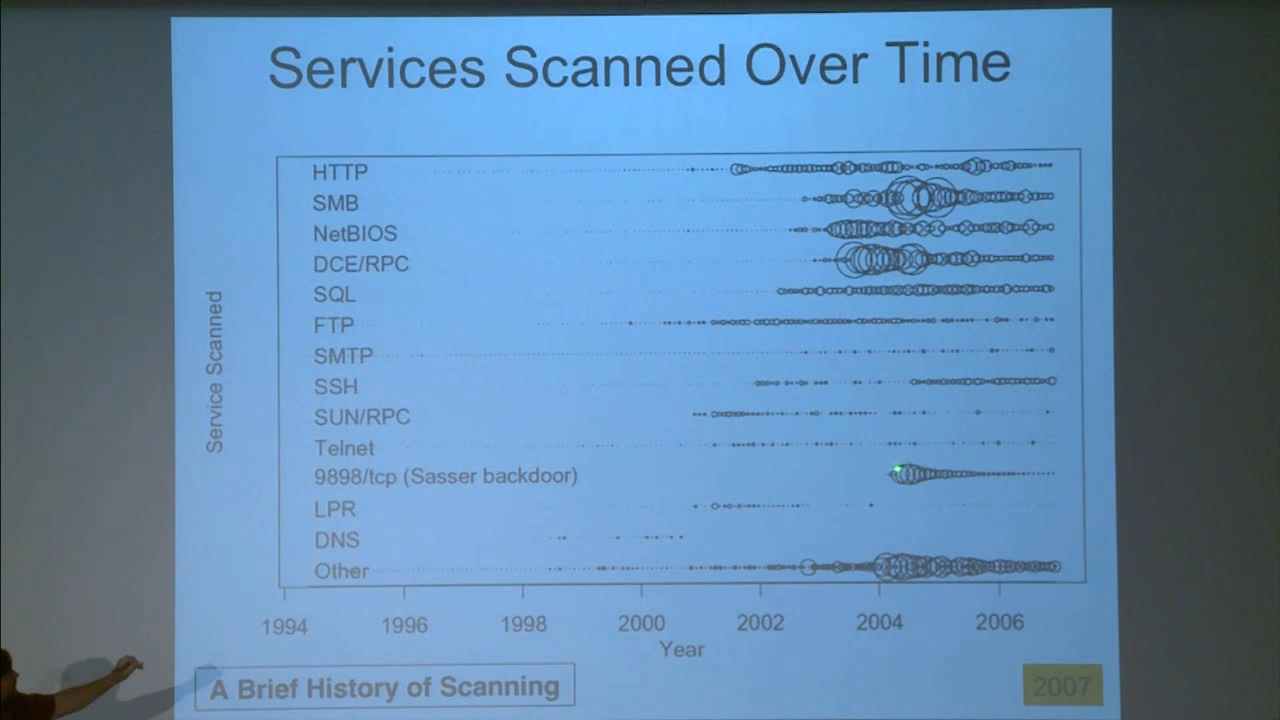 Services Scanned Over Time
Service Scanned
HTTP
SMB
NetBIOS
DCE/RPC
SQL
FTP
SMTP
SSH
SUN/RPC
Telnet
9898/tcp (Sasser backdoor)
LPR
DNS
Other
1994 1996 1998 2000 2002 2004 2006
Year
A Brief History of Scanning
2007